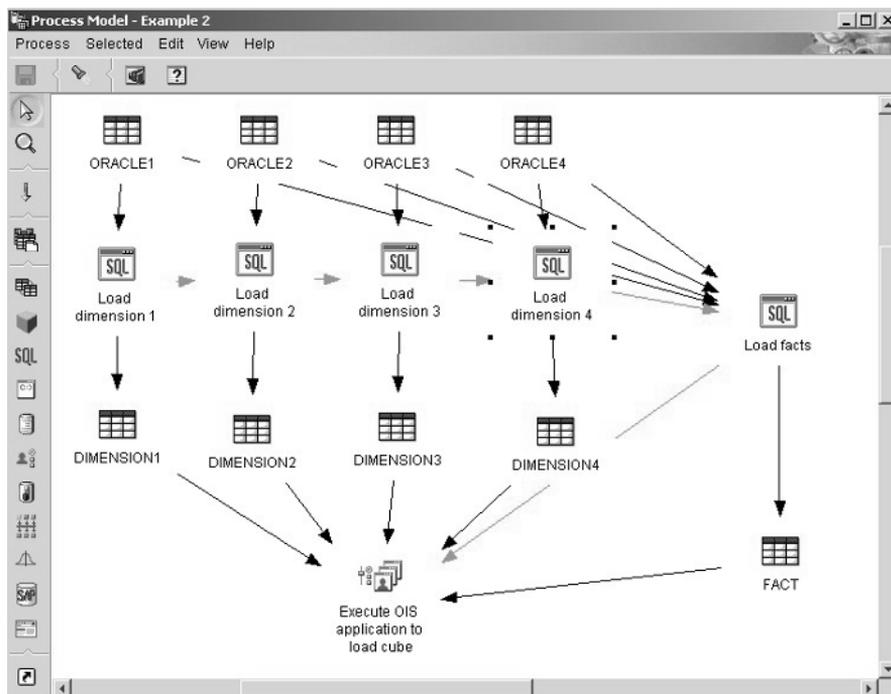 Process Model - Example 2
Process Selected Edit View Help
ORACLE1 ORACLE2 ORACLE3 ORACLE4
SQL SQL SQL SQL
Load dimension 1
Load dimension 2
Load dimension 3
Load dimension 4
SQL
Load facts
SQL
DIMENSION1 DIMENSION2 DIMENSION3 DIMENSION4
FACT
SAP
Execute OIS
application to
load cube